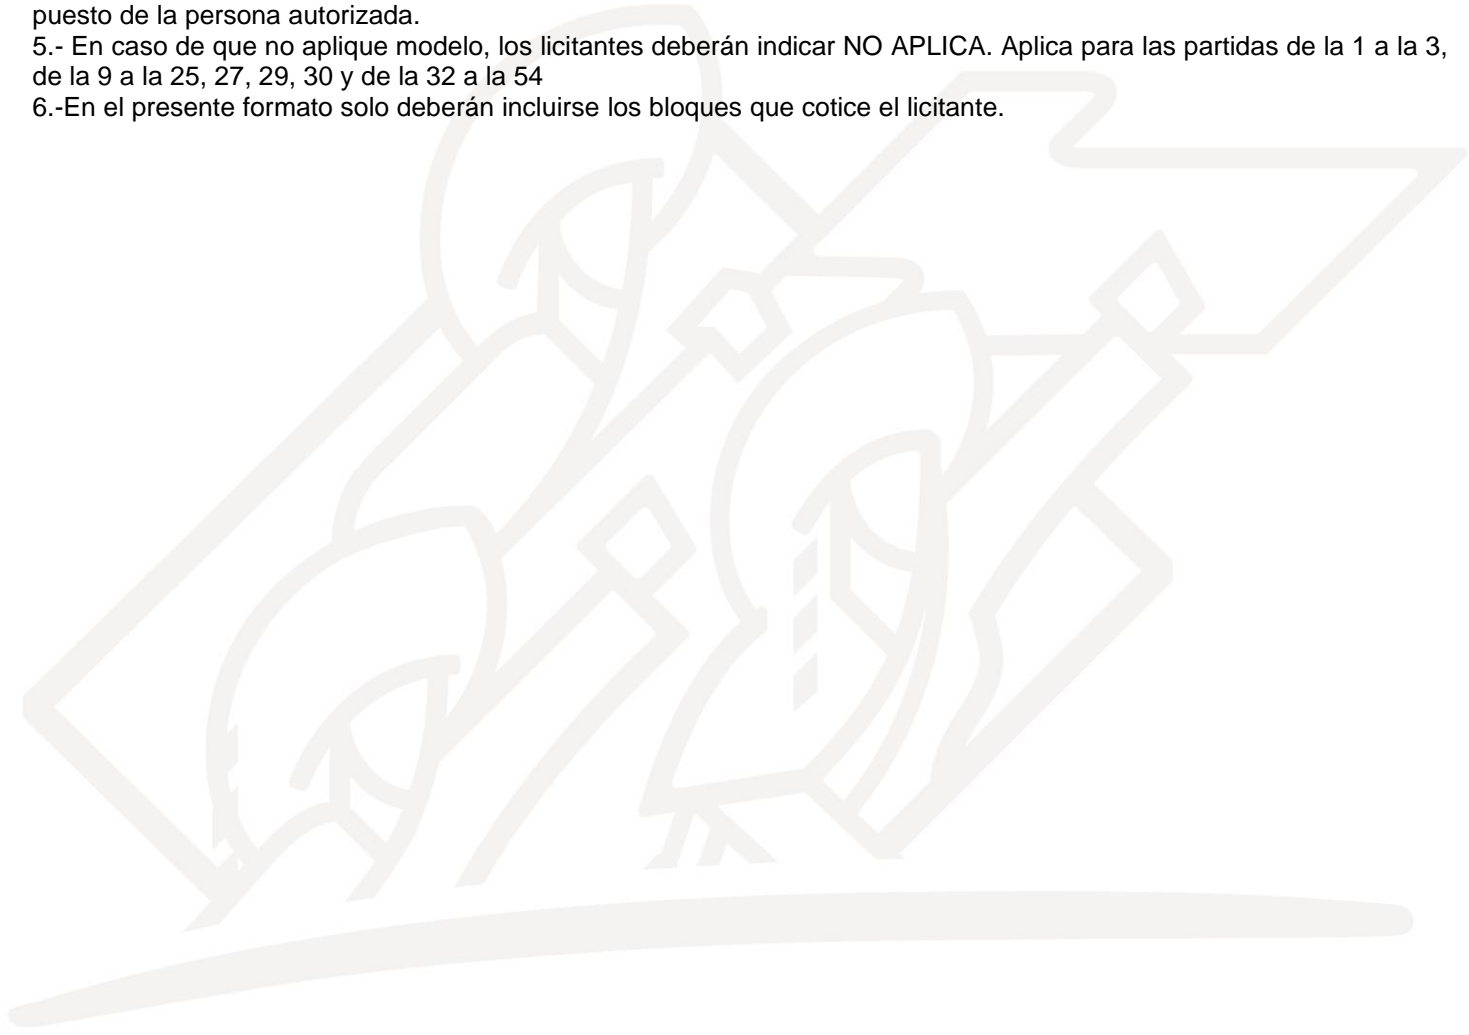 puesto de la persona autorizada.
5.- En caso de que no aplique modelo, los licitantes deberán indicar NO APLICA. Aplica para las partidas de la 1 a la 3,
de la 9 a la 25, 27, 29, 30 y de la 32 a la 54
6.-En el presente formato solo deberán incluirse los bloques que cotice el licitante.